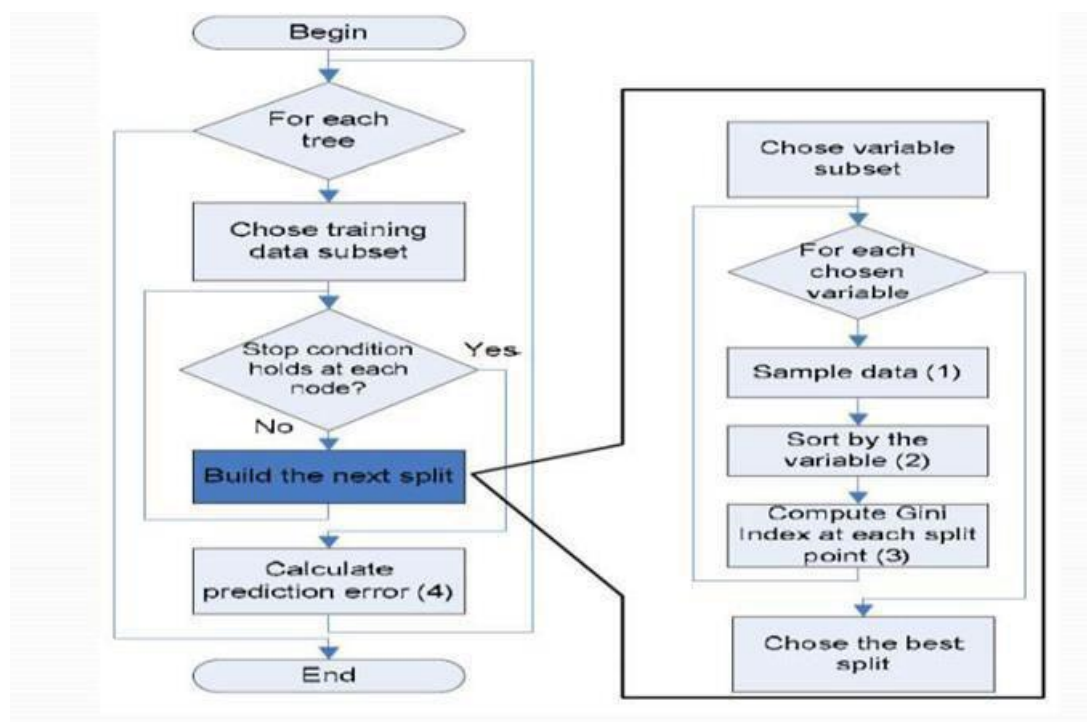 Begin
For each
tree
Chose training
data subset
Stop condition
holds at each
node?
Yes
No
Build the next split
Calculate
prediction error (4)
End
Chose variable
subset
For each
chosen
variable
Sample data (1)
Sort by the
variable (2)
Compute Gini
Index at each split
point (3)
Chose the best
split